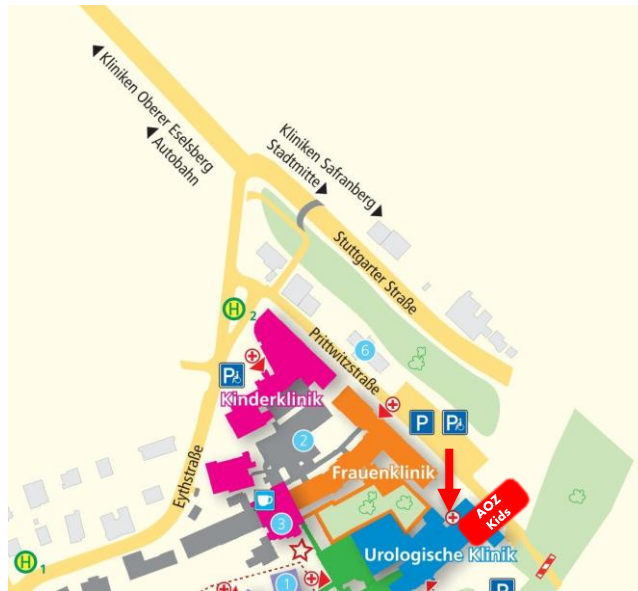 Kliniken Oberer Eselsberg
Autobahn
Kliniken Safranberg
Stadtmitte
Stuttgarter Straße
H 2
Prittwitzstraße
6
P
Kinderklinik
P
P
2
Frauenklinik
Eythstraße
AOZ
Kids
3
Urologische Klinik
H 1
1
P